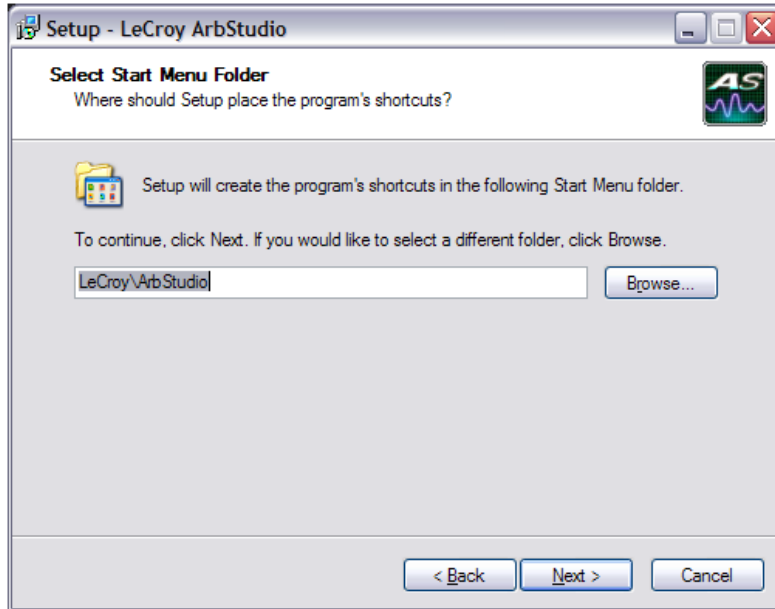 Setup - LeCroy ArbStudio
Select Start Menu Folder
Where should Setup place the program's shortcuts?
AS
Setup will create the program's shortcuts in the following Start Menu folder.
To continue, click Next. If you would like to select a different folder, click Browse.
LeCroy\ArbStudio
Browse...
< Back
Next >
Cancel